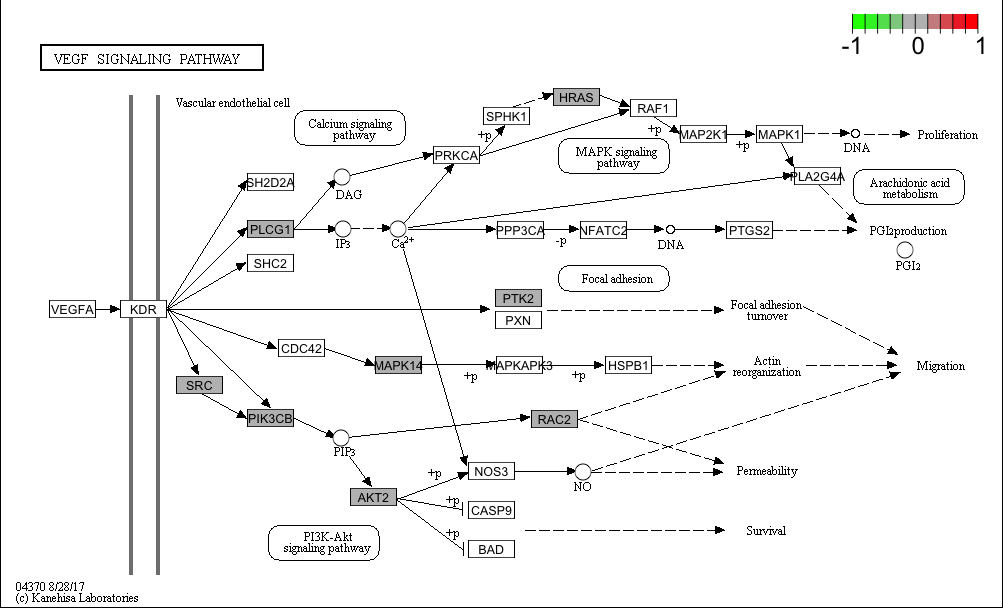 -1 0 1
VEGF SIGNALING PATHWAY
Vascular endothelial cell
Calcium signaling
pathway
SPHK1
HRAS
RAF1
+p
+p
MAP2K1
+p
MAPK1
DNA
Proliferation
PRKCA
MAPK signaling
pathway
SH2D2A
DAG
PLA2G4A
Arachidonic acid
metabolism
PLCG1
IP3
Ca2+
PPP3CA
-p
NFATC2
DNA
PTGS2
PGI2production
PGI2
SHC2
Focal adhesion
VEGFA
KDR
PTK2
PXN
Focal adhesion
turnover
CDC42
MAPK14
+p
MAPKAPK3
+p
HSPB1
Actin
reorganization
Migration
SRC
PIK3CB
PIP3
RAC2
+p
NOS3
NO
Permeability
AKT2
+p
CASP9
+p
BAD
Survival
PI3K-Akt
signaling pathway
04370 8/28/17
(c) Kanehisa Laboratories